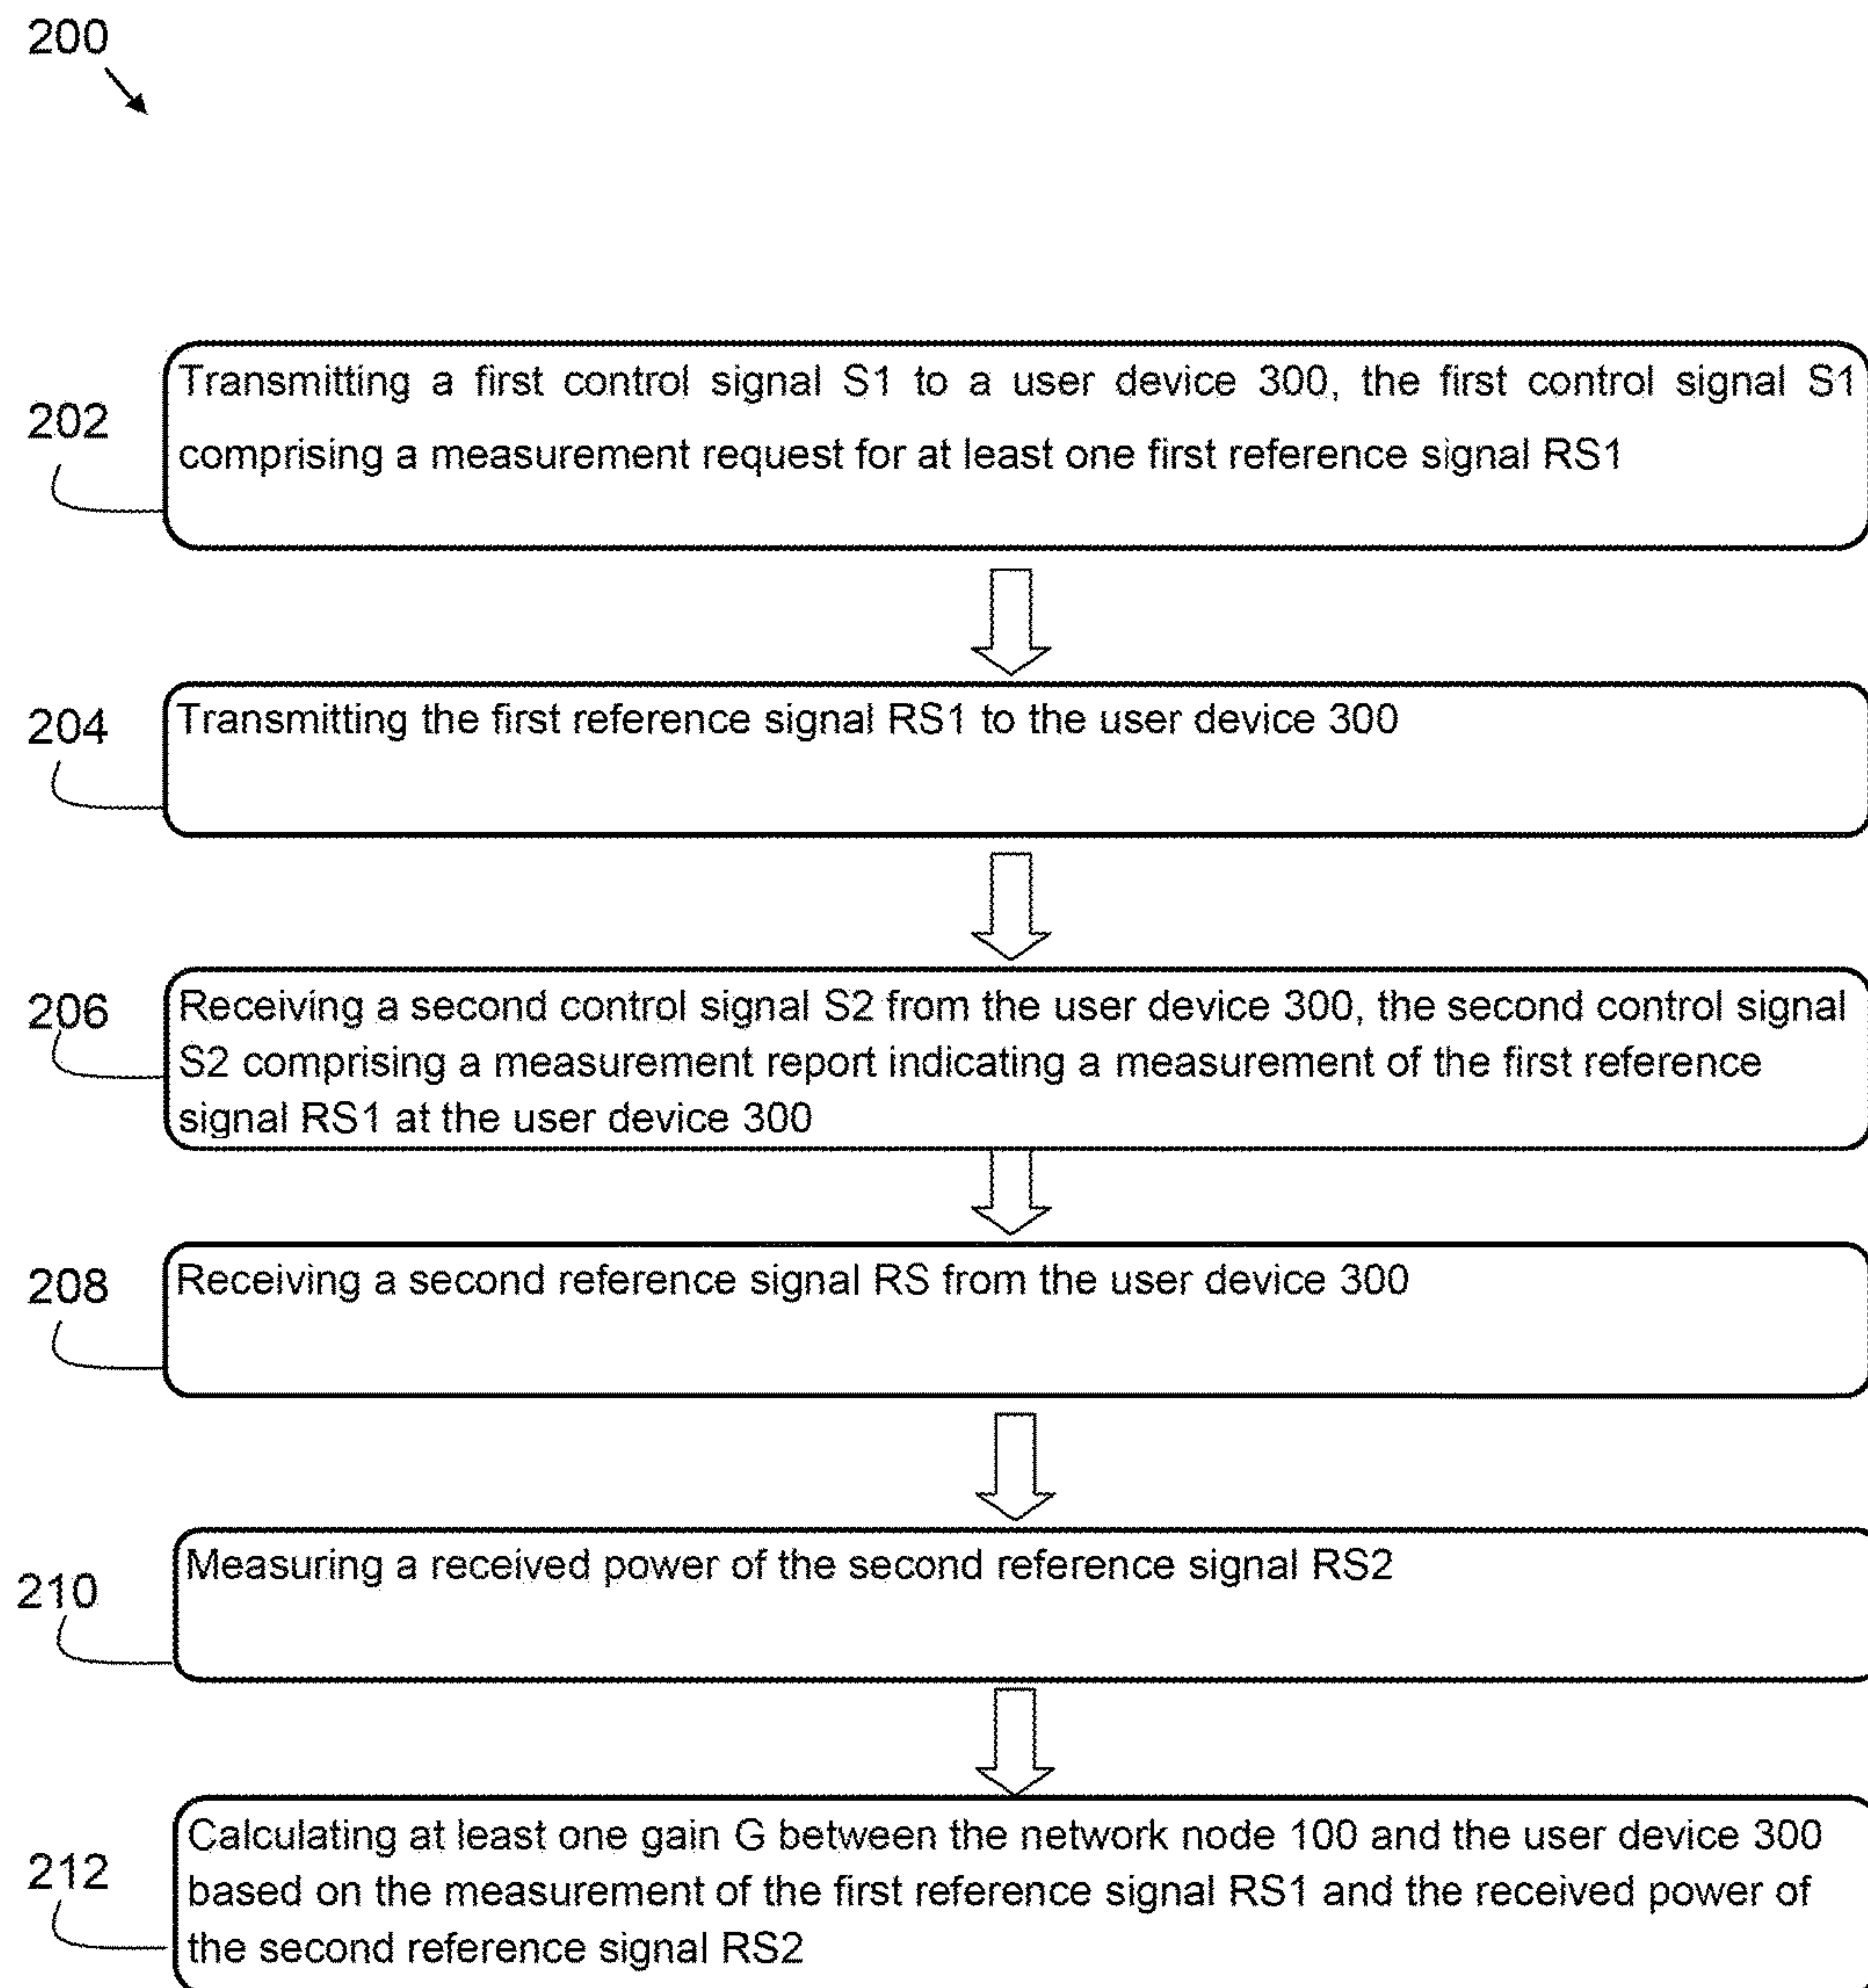 200
202
Transmitting a first control signal S1 to a user device 300, the first control signal S1
comprising a measurement request for at least one first reference signal RS1
204
Transmitting the first reference signal RS1 to the user device 300
206
Receiving a second control signal S2 from the user device 300, the second control signal
S2 comprising a measurement report indicating a measurement of the first reference
signal RS1 at the user device 300
208
Receiving a second reference signal RS from the user device 300
210
Measuring a received power of the second reference signal RS2
212
Calculating at least one gain G between the network node 100 and the user device 300
based on the measurement of the first reference signal RS1 and the received power of
the second reference signal RS2